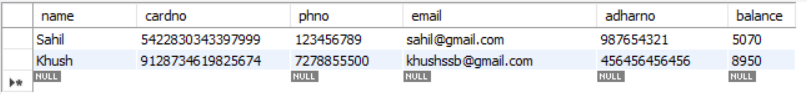 name cardno phno email adharno balance
Sahil 5422830343397999 123456789 sahil@gmail.com 987654321 5070
Khush 9128734619825674 7278855500 khushssb@gmail.com 456456456456 8950
NULL NULL NULL NULL NULL NULL